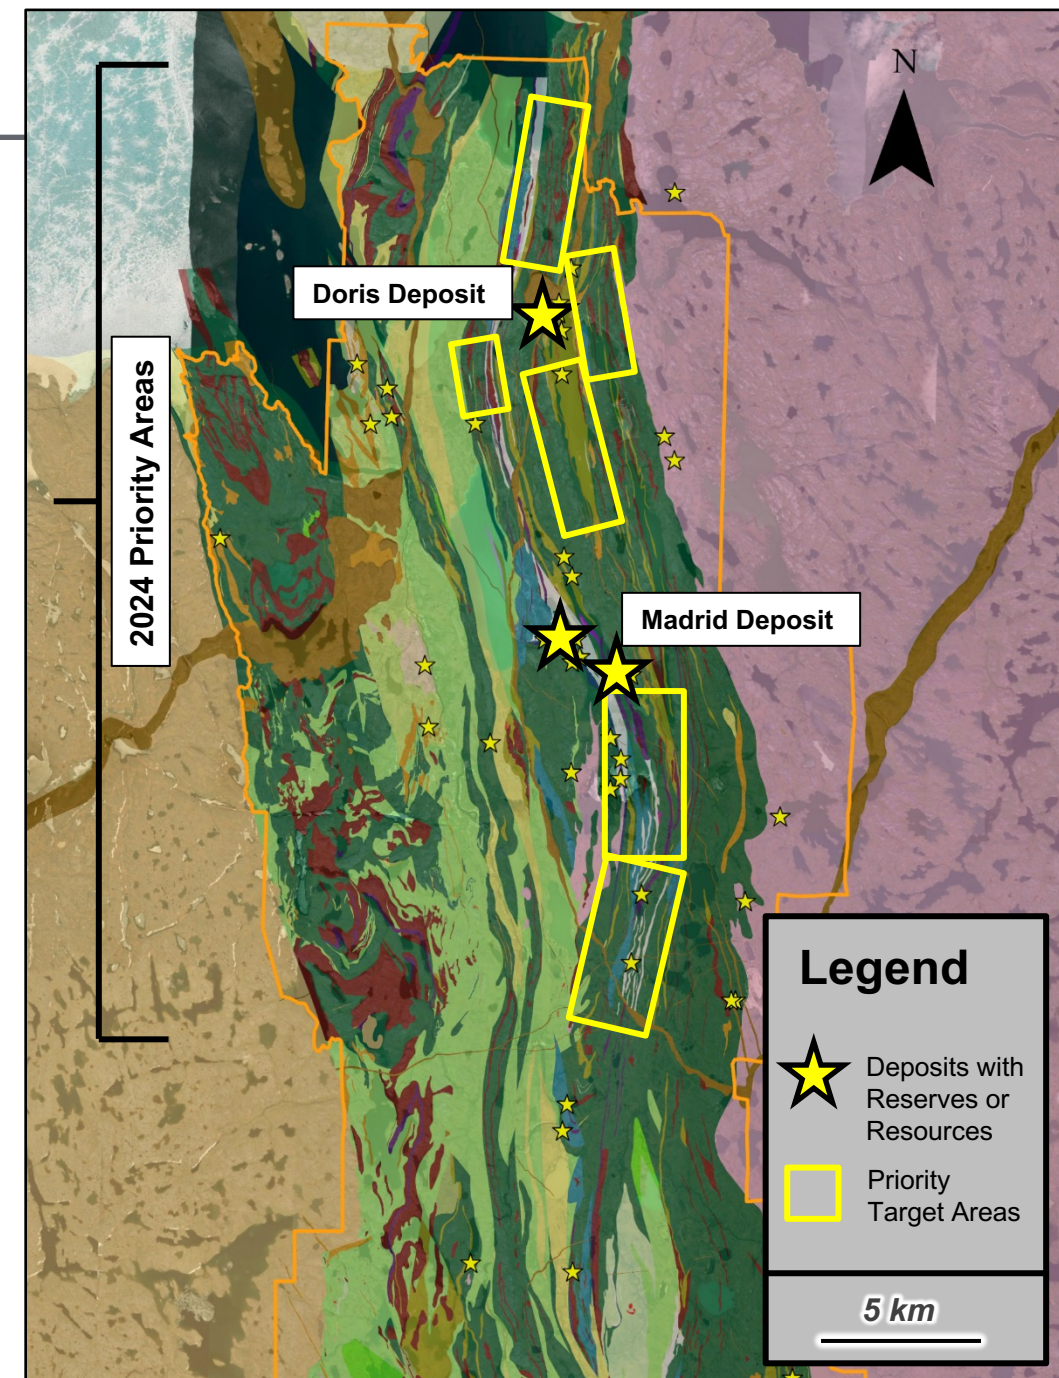 N
Doris Deposit
2024 Priority Areas
Madrid Deposit
Legend
Deposits with
Reserves or
Resources
Priority
Target Areas
5 km